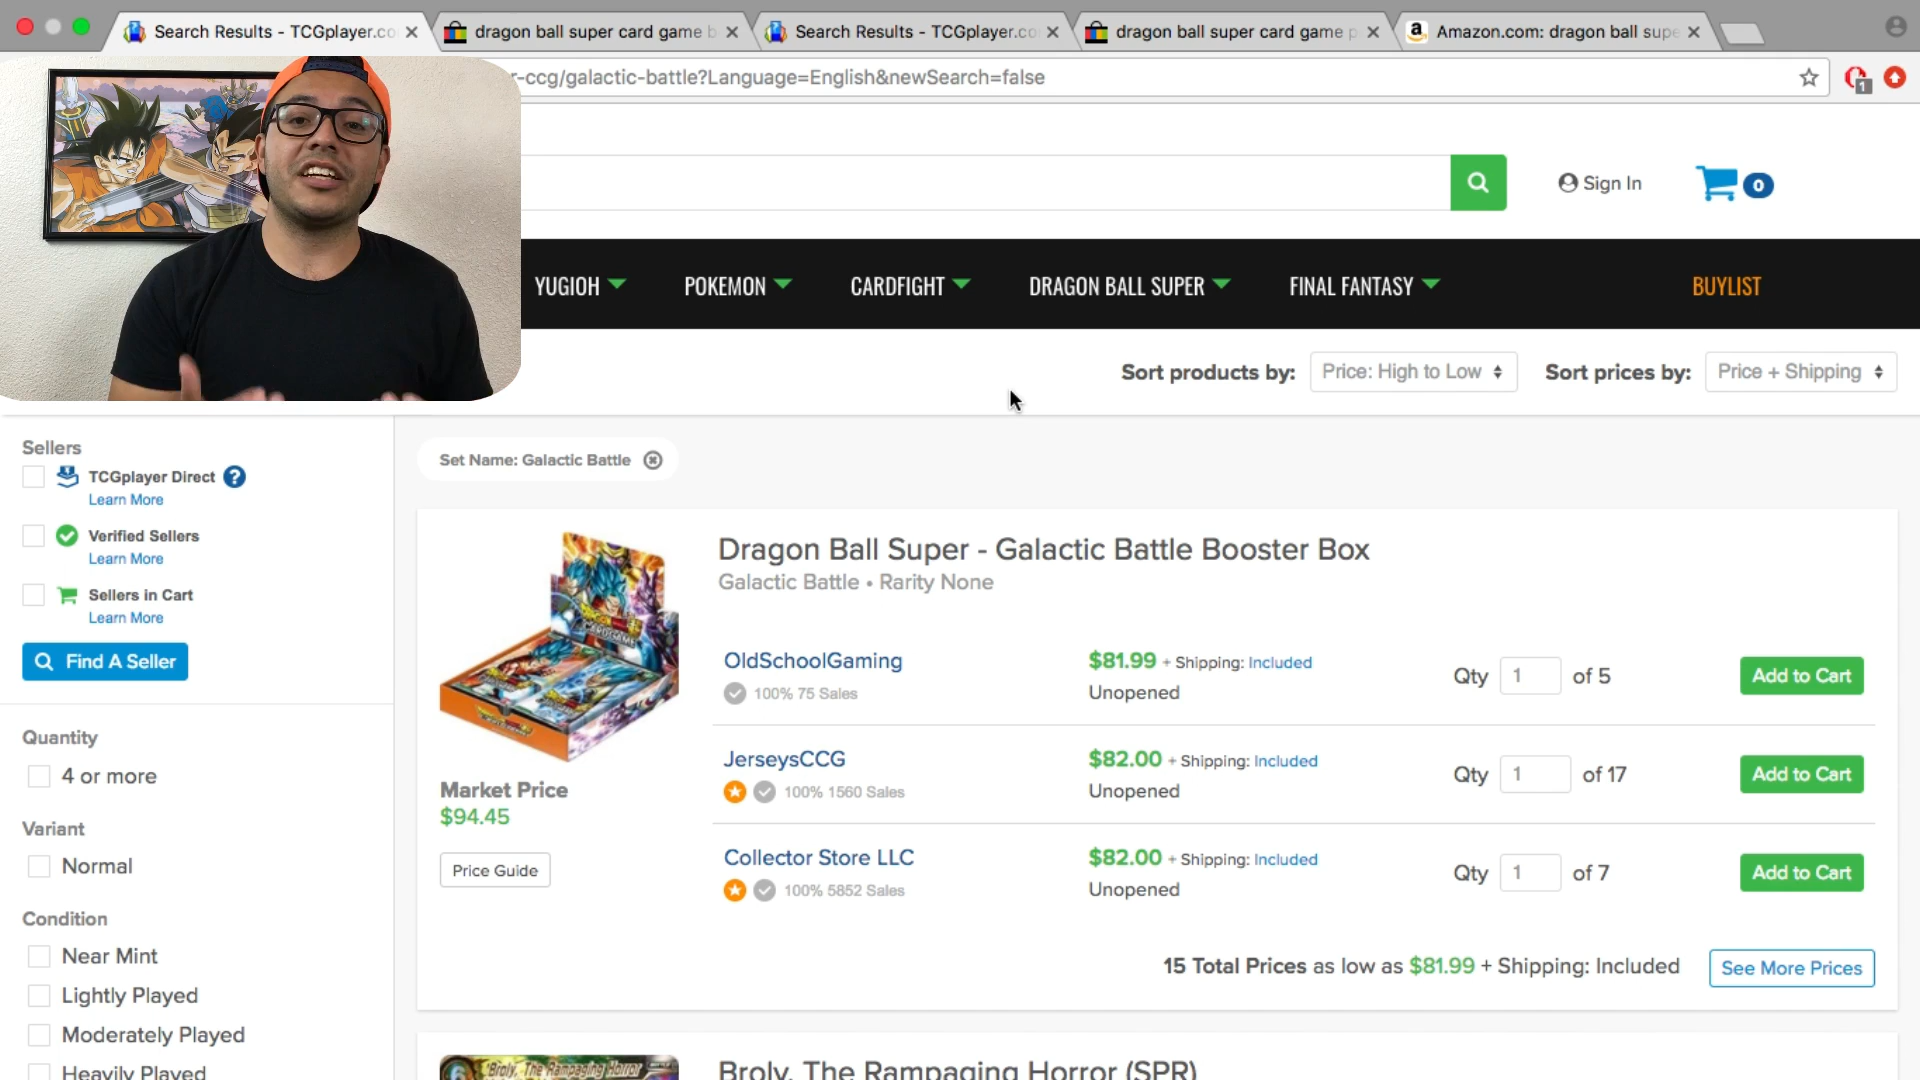 Search Results - TCGplayer.co
dragon ball super card game b
Search Results - TCGplayer.co
dragon ball super card game p
a Amazon.com: dragon ball supe
r-ccg/galactic-battle?Language=English&newSearch=false
1
Sign In
0
YUGIOH
POKEMON
CARDFIGHT
DRAGON BALL SUPER
FINAL FANTASY
BUYLIST
Sort products by: Price: High to Low
Sort prices by: Price + Shipping
Sellers
TCGplayer Direct ?
Learn More
Verified Sellers
Learn More
Sellers in Cart
Learn More
Find A Seller
Quantity
4 or more
Variant
Normal
Condition
Near Mint
Lightly Played
Moderately Played
Heavily Played
Set Name: Galactic Battle
Market Price
$94.45
Price Guide
Dragon Ball Super - Galactic Battle Booster Box
Galactic Battle • Rarity None
OldSchoolGaming
100% 75 Sales
$81.99 + Shipping: Included
Unopened
Qty 1 of 5
Add to Cart
JerseysCCG
100% 1560 Sales
$82.00 + Shipping: Included
Unopened
Qty 1 of 17
Add to Cart
Collector Store LLC
100% 5852 Sales
$82.00 + Shipping: Included
Unopened
Qty 1 of 7
Add to Cart
15 Total Prices as low as $81.99 + Shipping: Included
See More Prices
Broly, The Rampaging Horror
Broly, The Rampaging Horror (SPR)